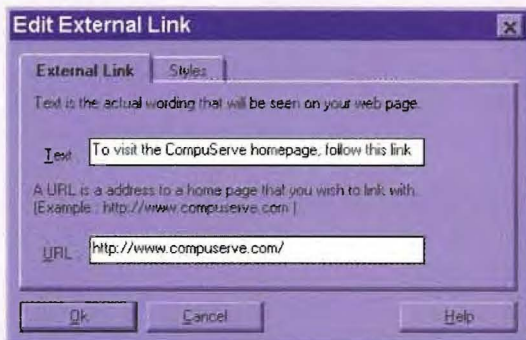 Edit External Link
External Link Styles
Text is the actual wording that will be seen on your web page.
Text To visit the CompuServe homepage, follow this link
A URL is a address to a home page that you wish to link with.
(Example : http://www.compuserve.com )
URL http://www.compuserve.com/
Ok Cancel Help